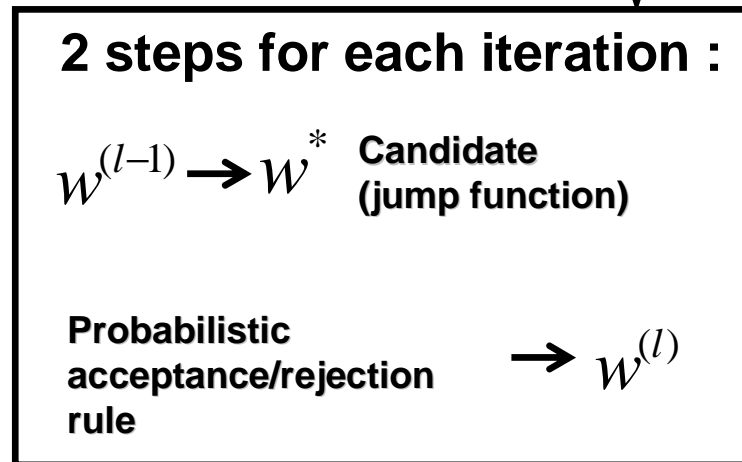 2 steps for each iteration :
w^(l−1) → w^* Candidate
(jump function)
Probabilistic
acceptance/rejection → w^(l)
rule